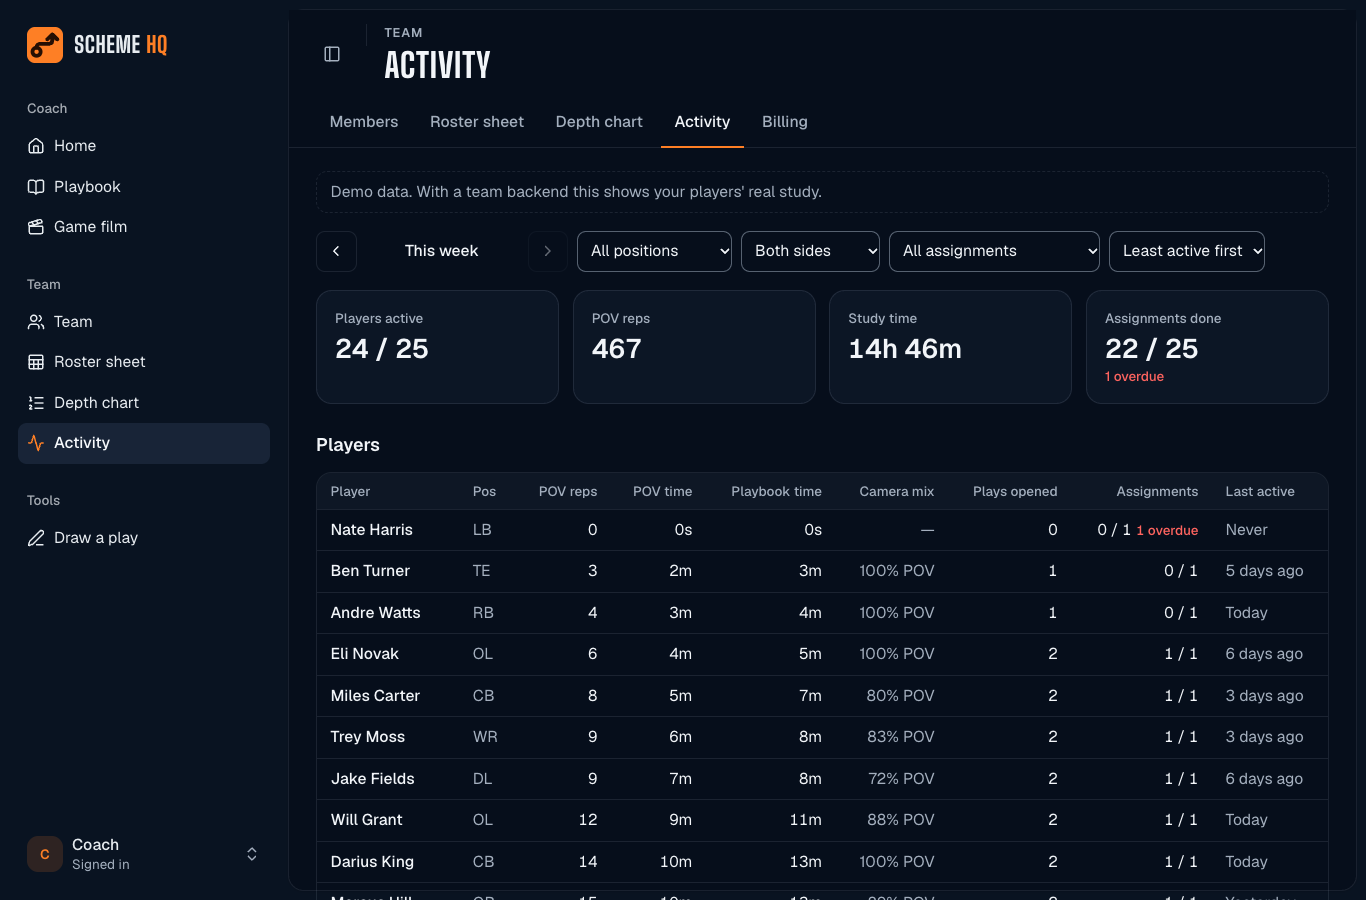 SCHEME HQ
Coach
Home
Playbook
Game film
Team
Team
Roster sheet
Depth chart
Activity
Tools
Draw a play
C
Coach
Signed in
TEAM
ACTIVITY
Members Roster sheet Depth chart Activity Billing
Demo data. With a team backend this shows your players' real study.
This week All positions Both sides All assignments Least active first
Players active
24 / 25
POV reps
467
Study time
14h 46m
Assignments done
22 / 25
1 overdue
Players
Player Pos POV reps POV time Playbook time Camera mix Plays opened Assignments Last active
Nate Harris LB 0 0s 0s — 0 0 / 1 1 overdue Never
Ben Turner TE 3 2m 3m 100% POV 1 0 / 1 5 days ago
Andre Watts RB 4 3m 4m 100% POV 1 0 / 1 Today
Eli Novak OL 6 4m 5m 100% POV 2 1 / 1 6 days ago
Miles Carter CB 8 5m 7m 80% POV 2 1 / 1 3 days ago
Trey Moss WR 9 6m 8m 83% POV 2 1 / 1 3 days ago
Jake Fields DL 9 7m 8m 72% POV 2 1 / 1 6 days ago
Will Grant OL 12 9m 11m 88% POV 2 1 / 1 Today
Darius King CB 14 10m 13m 100% POV 2 1 / 1 Today